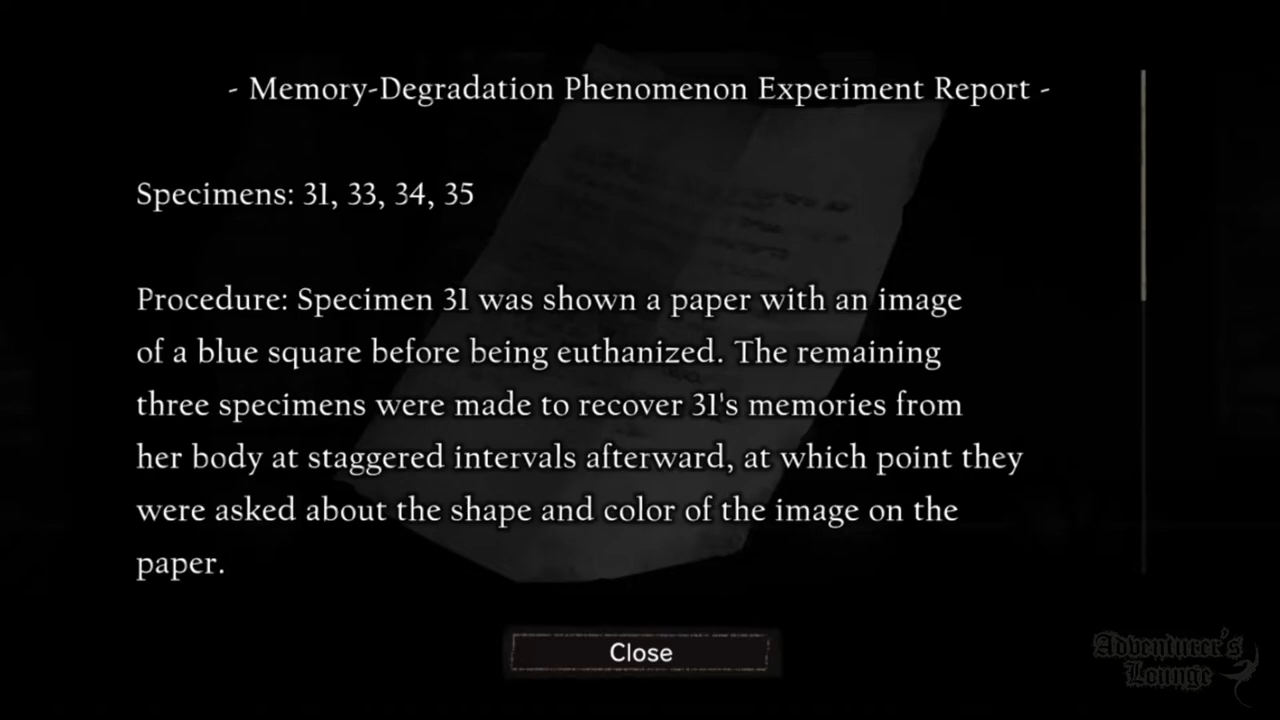 - Memory-Degradation Phenomenon Experiment Report -
Specimens: 31, 33, 34, 35
Procedure: Specimen 31 was shown a paper with an image
of a blue square before being euthanized. The remaining
three specimens were made to recover 31's memories from
her body at staggered intervals afterward, at which point they
were asked about the shape and color of the image on the
paper.
Close
Adventurer's
Lounge